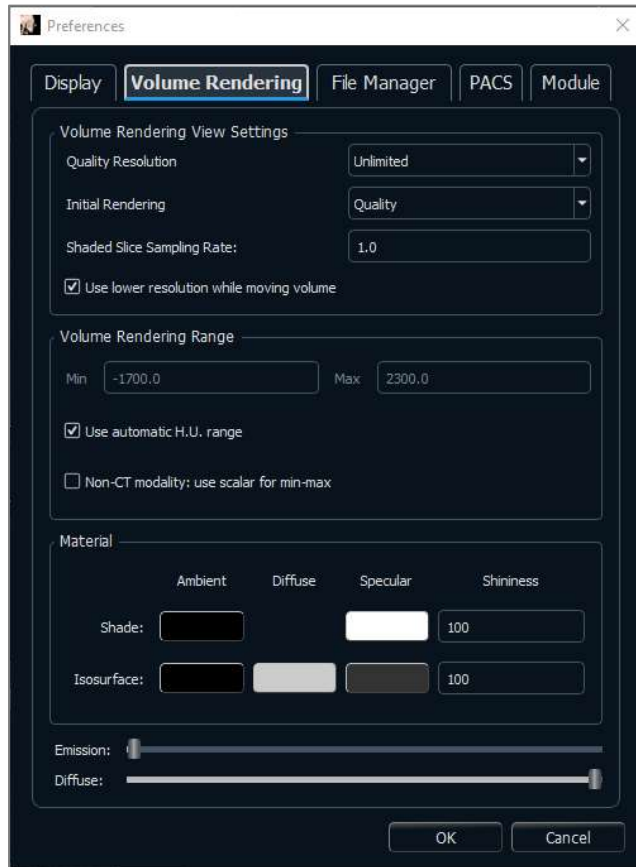 Preferences
Display Volume Rendering File Manager PACS Module
Volume Rendering View Settings
Quality Resolution Unlimited
Initial Rendering Quality
Shaded Slice Sampling Rate: 1.0
Use lower resolution while moving volume
Volume Rendering Range
Min -1700.0 Max 2300.0
Use automatic H.U. range
Non-CT modality: use scalar for min-max
Material
Ambient Diffuse Specular Shininess
Shade: 100
Isosurface: 100
Emission:
Diffuse:
OK Cancel